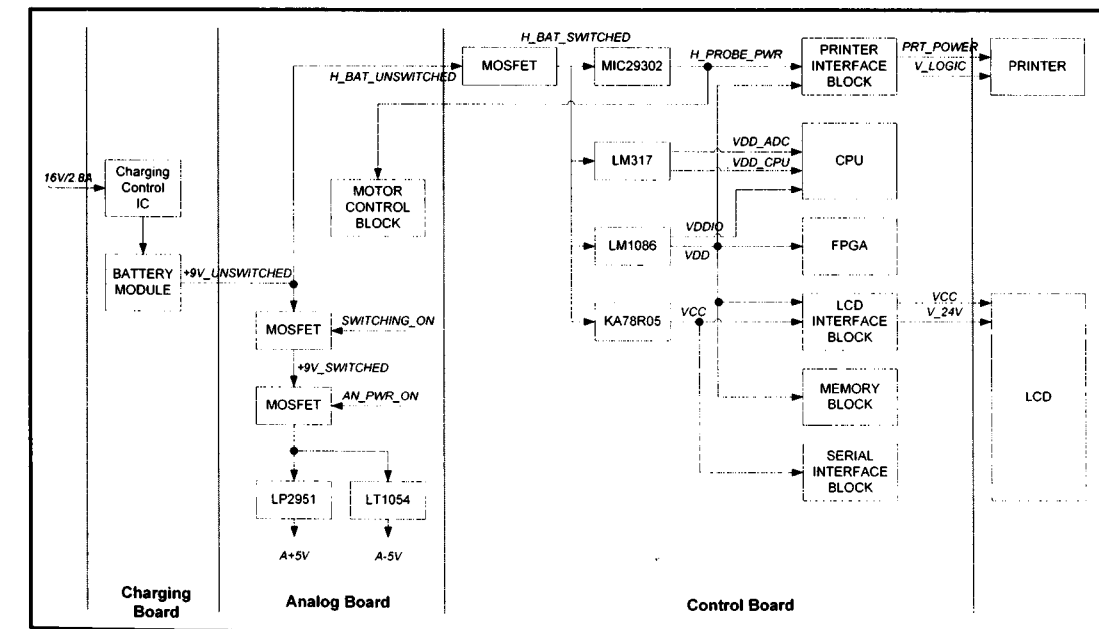 H_BAT_SWITCHED
H_BAT_UNSWITCHED
MOSFET
MIC29302
H_PROBE_PWR
PRINTER
INTERFACE
BLOCK
PRT_POWER
V_LOGIC
PRINTER
16V/2 8A
Charging
Control
IC
MOTOR
CONTROL
BLOCK
LM317
VDD_ADC
VDD_CPU
CPU
BATTERY
MODULE
+9V_UNSWITCHED
LM1086
VDDIO
VDD
FPGA
MOSFET
SWITCHING_ON
KA78R05
VCC
LCD
INTERFACE
BLOCK
VCC
V_24V
+9V_SWITCHED
MOSFET
AN_PWR_ON
MEMORY
BLOCK
LCD
LP2951
LT1054
SERIAL
INTERFACE
BLOCK
A+5V
A-5V
Charging
Board
Analog Board
Control Board